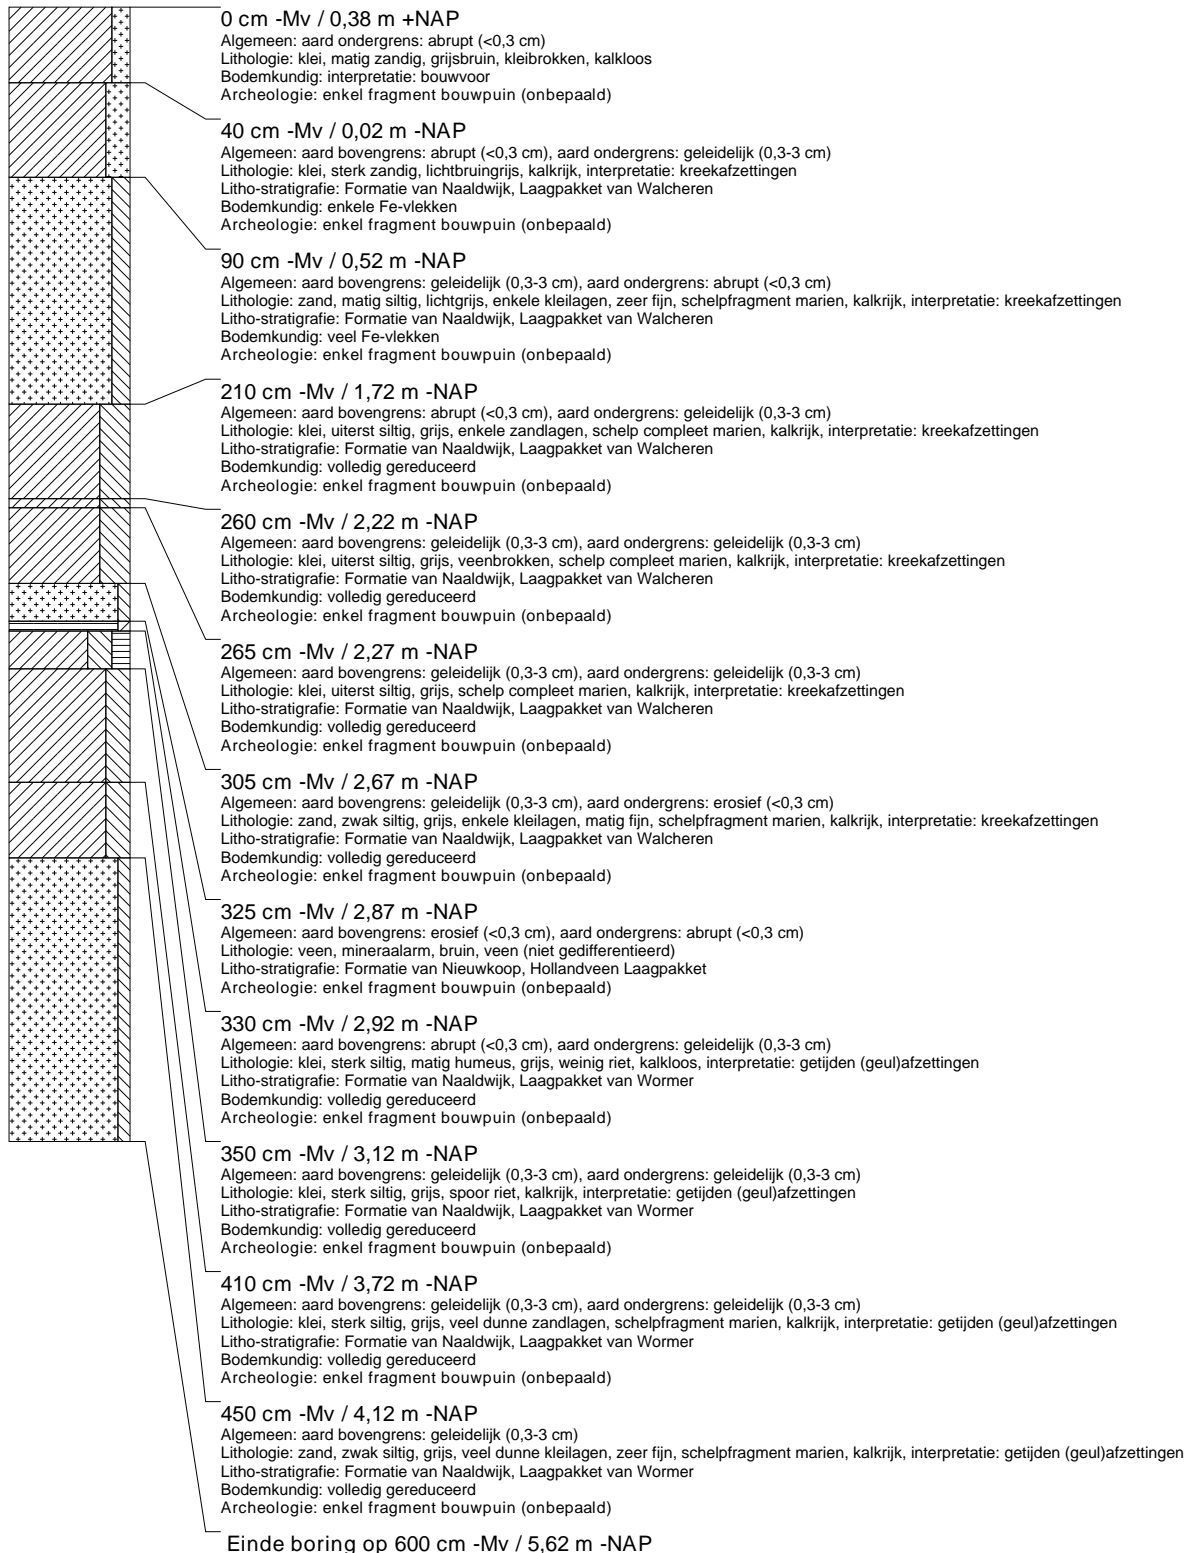 0 cm -Mv / 0,38 m +NAP
Algemeen: aard ondergrens: abrupt (<0,3 cm)
Lithologie: klei, matig zandig, grijsbruin, kleibrokken, kalkloos
Bodemkundig: interpretatie: bouwvoor
Archeologie: enkel fragment bouwpuin (onbepaald)
40 cm -Mv / 0,02 m -NAP
Algemeen: aard bovengrens: abrupt (<0,3 cm), aard ondergrens: geleidelijk (0,3-3 cm)
Lithologie: klei, sterk zandig, lichtbruingrijs, kalkrijk, interpretatie: kreekafzettingen
Litho-stratigrafie: Formatie van Naaldwijk, Laagpakket van Walcheren
Bodemkundig: enkele Fe-vlekken
Archeologie: enkel fragment bouwpuin (onbepaald)
90 cm -Mv / 0,52 m -NAP
Algemeen: aard bovengrens: geleidelijk (0,3-3 cm), aard ondergrens: abrupt (<0,3 cm)
Lithologie: zand, matig siltig, lichtgrijs, enkele kleilagen, zeer fijn, schelpfragment marien, kalkrijk, interpretatie: kreekafzettingen
Litho-stratigrafie: Formatie van Naaldwijk, Laagpakket van Walcheren
Bodemkundig: veel Fe-vlekken
Archeologie: enkel fragment bouwpuin (onbepaald)
210 cm -Mv / 1,72 m -NAP
Algemeen: aard bovengrens: abrupt (<0,3 cm), aard ondergrens: geleidelijk (0,3-3 cm)
Lithologie: klei, uiterst siltig, grijs, enkele zandlagen, schelp compleet marien, kalkrijk, interpretatie: kreekafzettingen
Litho-stratigrafie: Formatie van Naaldwijk, Laagpakket van Walcheren
Bodemkundig: volledig gereduceerd
Archeologie: enkel fragment bouwpuin (onbepaald)
260 cm -Mv / 2,22 m -NAP
Algemeen: aard bovengrens: geleidelijk (0,3-3 cm), aard ondergrens: geleidelijk (0,3-3 cm)
Lithologie: klei, uiterst siltig, grijs, veenbrokken, schelp compleet marien, kalkrijk, interpretatie: kreekafzettingen
Litho-stratigrafie: Formatie van Naaldwijk, Laagpakket van Walcheren
Bodemkundig: volledig gereduceerd
Archeologie: enkel fragment bouwpuin (onbepaald)
265 cm -Mv / 2,27 m -NAP
Algemeen: aard bovengrens: geleidelijk (0,3-3 cm), aard ondergrens: geleidelijk (0,3-3 cm)
Lithologie: klei, uiterst siltig, grijs, schelp compleet marien, kalkrijk, interpretatie: kreekafzettingen
Litho-stratigrafie: Formatie van Naaldwijk, Laagpakket van Walcheren
Bodemkundig: volledig gereduceerd
Archeologie: enkel fragment bouwpuin (onbepaald)
305 cm -Mv / 2,67 m -NAP
Algemeen: aard bovengrens: geleidelijk (0,3-3 cm), aard ondergrens: erosief (<0,3 cm)
Lithologie: zand, zwak siltig, grijs, enkele kleilagen, matig fijn, schelpfragment marien, kalkrijk, interpretatie: kreekafzettingen
Litho-stratigrafie: Formatie van Naaldwijk, Laagpakket van Walcheren
Bodemkundig: volledig gereduceerd
Archeologie: enkel fragment bouwpuin (onbepaald)
325 cm -Mv / 2,87 m -NAP
Algemeen: aard bovengrens: erosief (<0,3 cm), aard ondergrens: abrupt (<0,3 cm)
Lithologie: veen, mineraalarm, bruin, veen (niet gedifferentieerd)
Litho-stratigrafie: Formatie van Nieuwkoop, Hollandveen Laagpakket
Archeologie: enkel fragment bouwpuin (onbepaald)
330 cm -Mv / 2,92 m -NAP
Algemeen: aard bovengrens: abrupt (<0,3 cm), aard ondergrens: geleidelijk (0,3-3 cm)
Lithologie: klei, sterk siltig, matig humeus, grijs, weinig riet, kalkloos, interpretatie: getijden (geul)afzettingen
Litho-stratigrafie: Formatie van Naaldwijk, Laagpakket van Wormer
Bodemkundig: volledig gereduceerd
Archeologie: enkel fragment bouwpuin (onbepaald)
350 cm -Mv / 3,12 m -NAP
Algemeen: aard bovengrens: geleidelijk (0,3-3 cm), aard ondergrens: geleidelijk (0,3-3 cm)
Lithologie: klei, sterk siltig, grijs, spoor riet, kalkrijk, interpretatie: getijden (geul)afzettingen
Litho-stratigrafie: Formatie van Naaldwijk, Laagpakket van Wormer
Bodemkundig: volledig gereduceerd
Archeologie: enkel fragment bouwpuin (onbepaald)
410 cm -Mv / 3,72 m -NAP
Algemeen: aard bovengrens: geleidelijk (0,3-3 cm), aard ondergrens: geleidelijk (0,3-3 cm)
Lithologie: klei, sterk siltig, grijs, veel dunne zandlagen, schelpfragment marien, kalkrijk, interpretatie: getijden (geul)afzettingen
Litho-stratigrafie: Formatie van Naaldwijk, Laagpakket van Wormer
Bodemkundig: volledig gereduceerd
Archeologie: enkel fragment bouwpuin (onbepaald)
450 cm -Mv / 4,12 m -NAP
Algemeen: aard bovengrens: geleidelijk (0,3-3 cm)
Lithologie: zand, zwak siltig, grijs, veel dunne kleilagen, zeer fijn, schelpfragment marien, kalkrijk, interpretatie: getijden (geul)afzettingen
Litho-stratigrafie: Formatie van Naaldwijk, Laagpakket van Wormer
Bodemkundig: volledig gereduceerd
Archeologie: enkel fragment bouwpuin (onbepaald)
Einde boring op 600 cm -Mv / 5,62 m -NAP